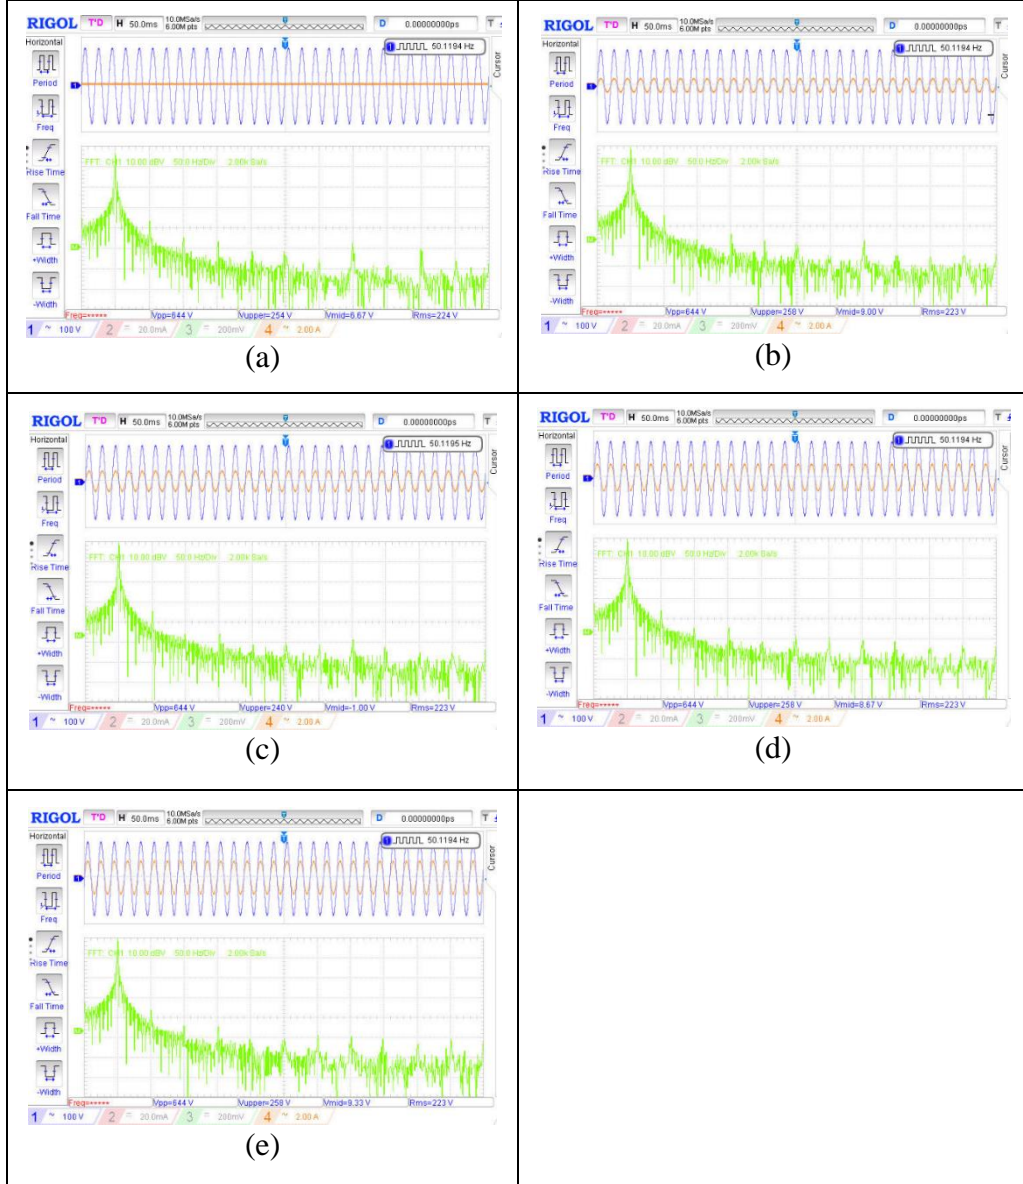 RIGOL T'D H 50.0ms 10.0MSa/s 6.00M pts D 0.00000000ps T
Horizontal
1 50.1194 Hz
Cursor
Period
Freq
Rise Time
FFT: CH1 10.00 dBV 50.0 Hz/Div 2.00k Sa/s
Fall Time
+Width
-Width
Freq=***** Vpp=644 V Vupper=254 V Vmid=6.67 V Rms=224 V
1 ~ 100 V 2 = 20.0mA 3 = 200mV 4 ~ 2.00 A
(a)
RIGOL T'D H 50.0ms 10.0MSa/s 6.00M pts D 0.00000000ps T
Horizontal
1 50.1194 Hz
Cursor
Period
Freq
Rise Time
FFT: CH1 10.00 dBV 50.0 Hz/Div 2.00k Sa/s
Fall Time
+Width
-Width
Freq=***** Vpp=644 V Vupper=258 V Vmid=9.00 V Rms=223 V
1 ~ 100 V 2 = 20.0mA 3 = 200mV 4 ~ 2.00 A
(b)
RIGOL T'D H 50.0ms 10.0MSa/s 6.00M pts D 0.00000000ps T
Horizontal
1 50.1195 Hz
Cursor
Period
Freq
Rise Time
FFT: CH1 10.00 dBV 50.0 Hz/Div 2.00k Sa/s
Fall Time
+Width
-Width
Freq=***** Vpp=644 V Vupper=240 V Vmid=-1.00 V Rms=223 V
1 ~ 100 V 2 = 20.0mA 3 = 200mV 4 ~ 2.00 A
(c)
RIGOL T'D H 50.0ms 10.0MSa/s 6.00M pts D 0.00000000ps T
Horizontal
1 50.1194 Hz
Cursor
Period
Freq
Rise Time
FFT: CH1 10.00 dBV 50.0 Hz/Div 2.00k Sa/s
Fall Time
+Width
-Width
Freq=***** Vpp=644 V Vupper=258 V Vmid=8.67 V Rms=223 V
1 ~ 100 V 2 = 20.0mA 3 = 200mV 4 ~ 2.00 A
(d)
RIGOL T'D H 50.0ms 10.0MSa/s 6.00M pts D 0.00000000ps T
Horizontal
1 50.1194 Hz
Cursor
Period
Freq
Rise Time
FFT: CH1 10.00 dBV 50.0 Hz/Div 2.00k Sa/s
Fall Time
+Width
-Width
Freq=***** Vpp=644 V Vupper=258 V Vmid=9.33 V Rms=223 V
1 ~ 100 V 2 = 20.0mA 3 = 200mV 4 ~ 2.00 A
(e)